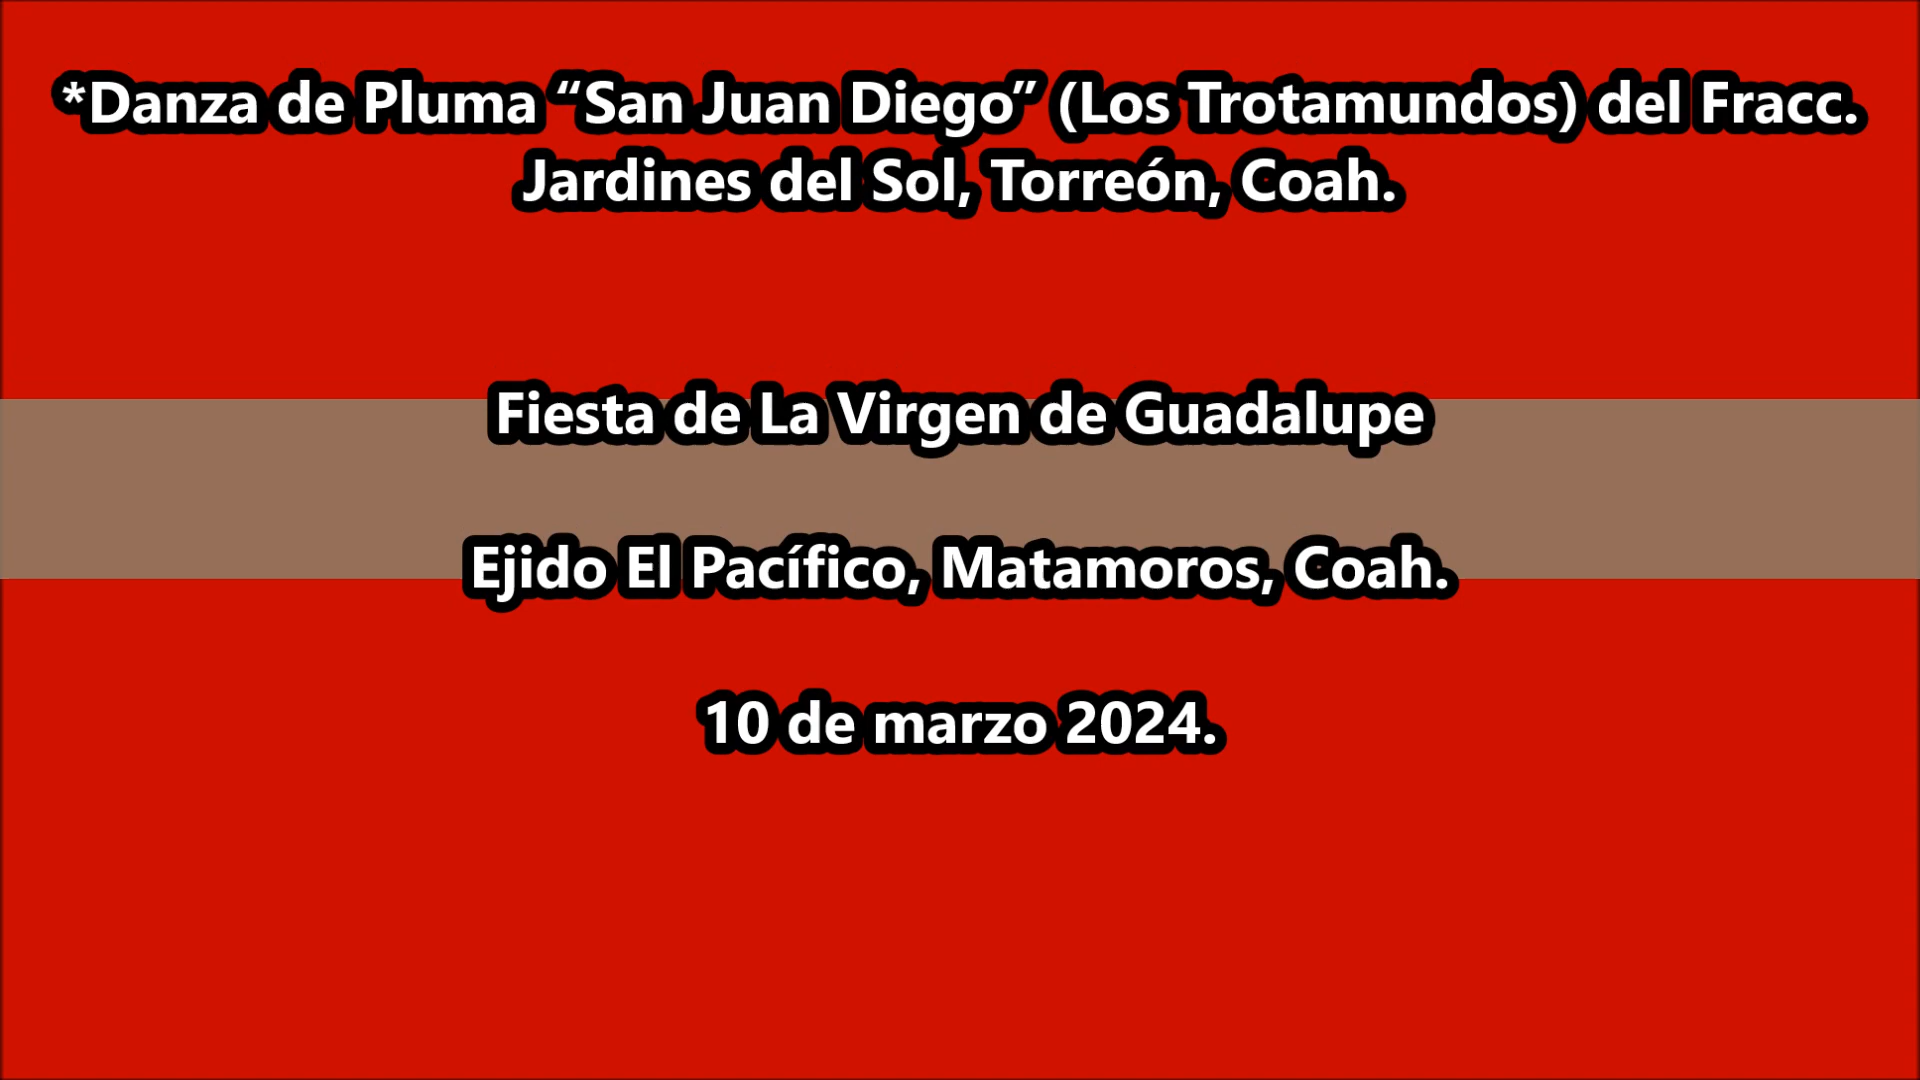 *Danza de Pluma “San Juan Diego” (Los Trotamundos) del Fracc.
Jardines del Sol, Torreón, Coah.
Fiesta de La Virgen de Guadalupe
Ejido El Pacífico, Matamoros, Coah.
10 de marzo 2024.